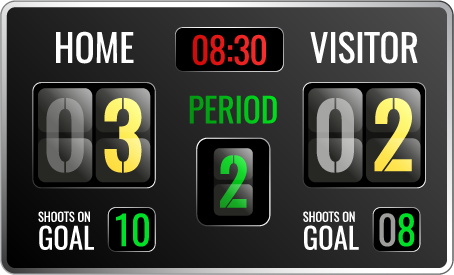 HOME
08:30
VISITOR
03
PERIOD
2
02
SHOOTS ON
GOAL
10
SHOOTS ON
GOAL
08